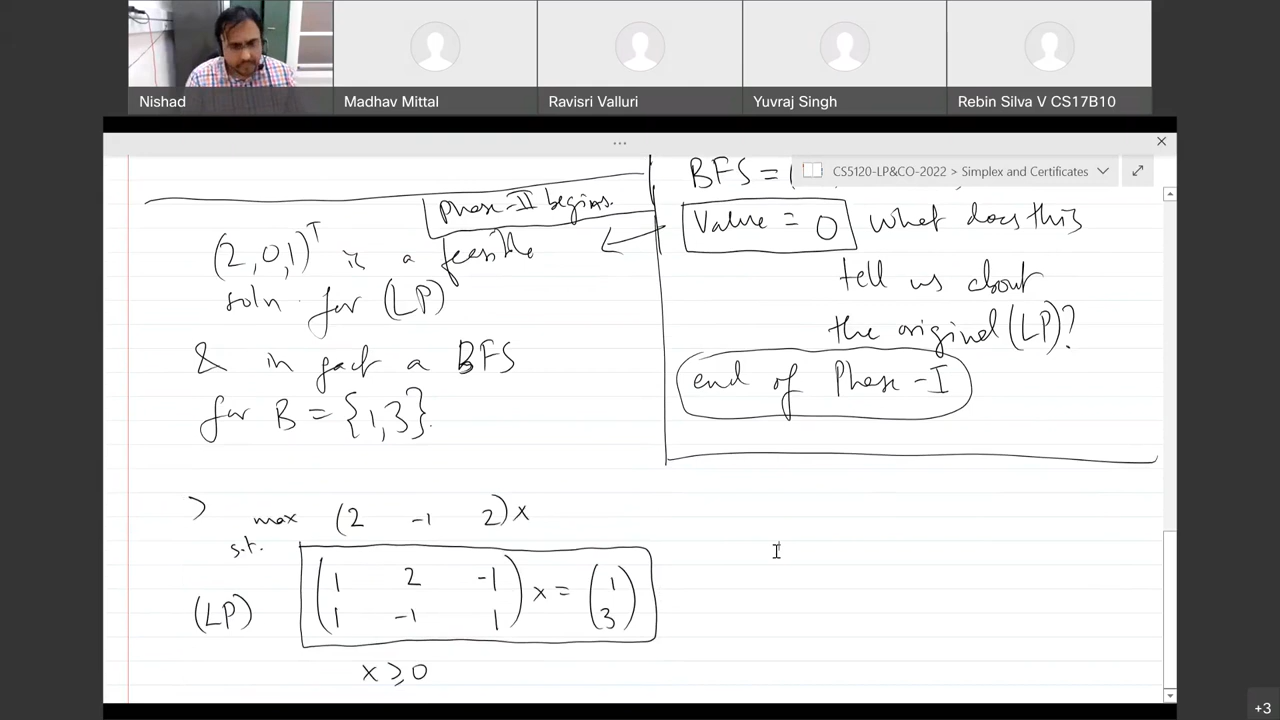 Nishad
Madhav Mittal
Ravisri Valluri
Yuvraj Singh
Rebin Silva V CS17B10
CS5120-LP&CO-2022 > Simplex and Certificates
BFS = (
Value = 0 what does this
tell us about
the original (LP)?
end of Phase-I
Phase-II begins.
(2,0,1)^T is a feasible
soln. for (LP)
& in fact a BFS
for B = {1,3}.
> max (2 -1 2)x
s.t.
(LP)
(1 2 -1
1 -1 1) x = (1
3)
x ≥ 0
+3